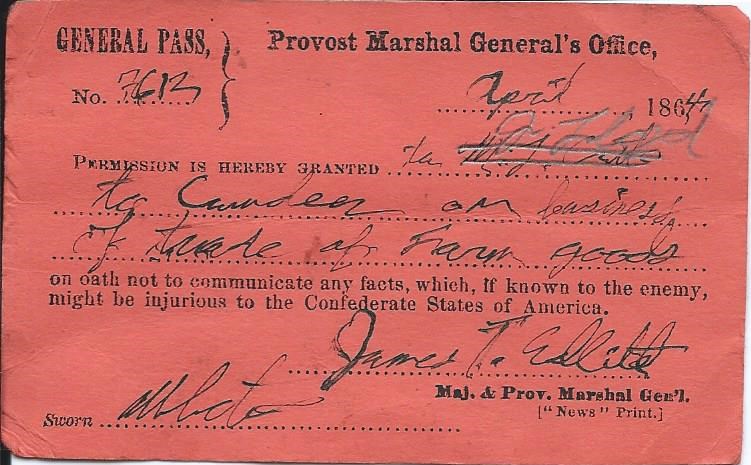 GENERAL PASS, Provost Marshal General's Office,
No. 7613
April 1864
PERMISSION IS HEREBY GRANTED to
to Camden on business
of trade of Farm goods
on oath not to communicate any facts, which, if known to the enemy,
might be injurious to the Confederate States of America.
James T.
Maj. & Prov. Marshal Gen'l.
["News" Print.]
Sworn